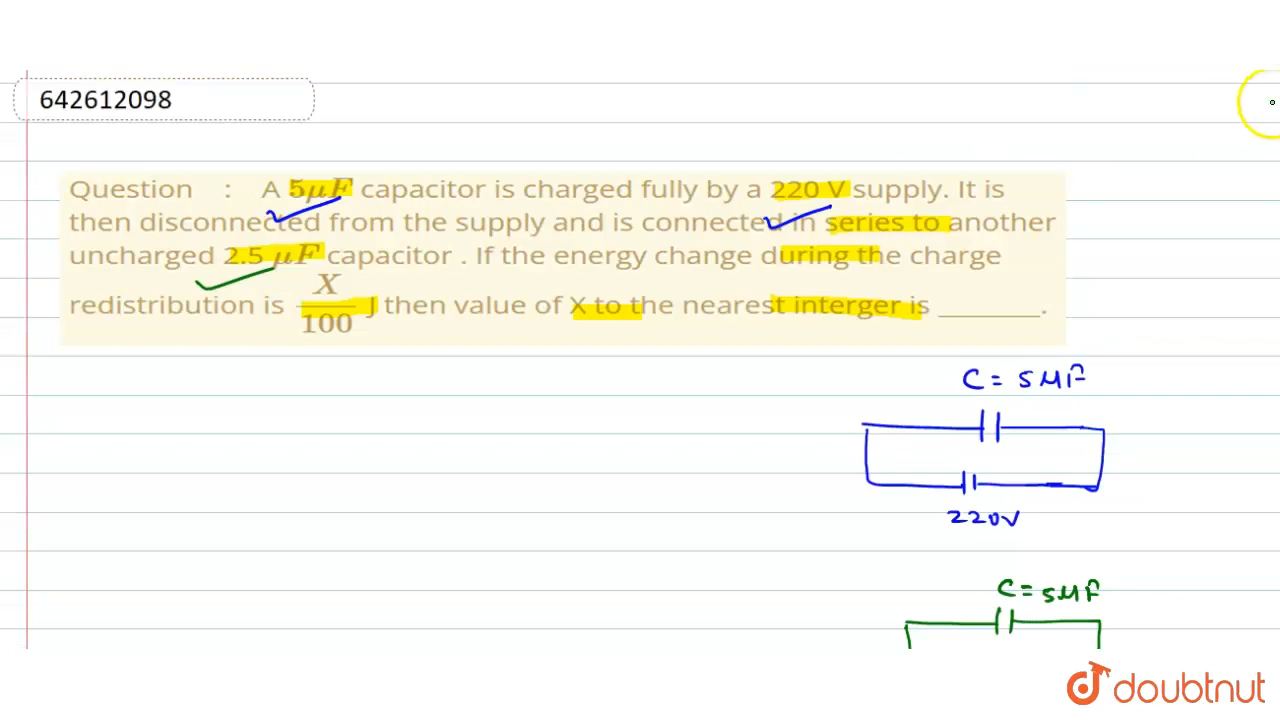 642612098
Question : A 5μF capacitor is charged fully by a 220 V supply. It is
then disconnected from the supply and is connected in series to another
uncharged 2.5 μF capacitor . If the energy change during the charge
redistribution is X/100 J then value of X to the nearest interger is ________.
C = 5μF
220V
C = 5μF
doubtnut